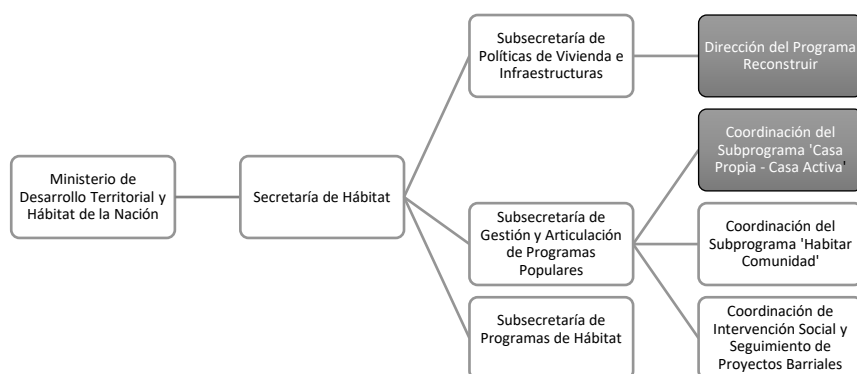 Subsecretaría de
Políticas de Vivienda e
Infraestructuras
Dirección del Programa
Reconstruir
Coordinación del
Subprograma 'Casa
Propia - Casa Activa'
Ministerio de
Desarrollo Territorial y
Hábitat de la Nación
Secretaría de Hábitat
Subsecretaría de
Gestión y Articulación
de Programas
Populares
Coordinación del
Subprograma 'Habitar
Comunidad'
Subsecretaría de
Programas de Hábitat
Coordinación de
Intervención Social y
Seguimiento de
Proyectos Barriales